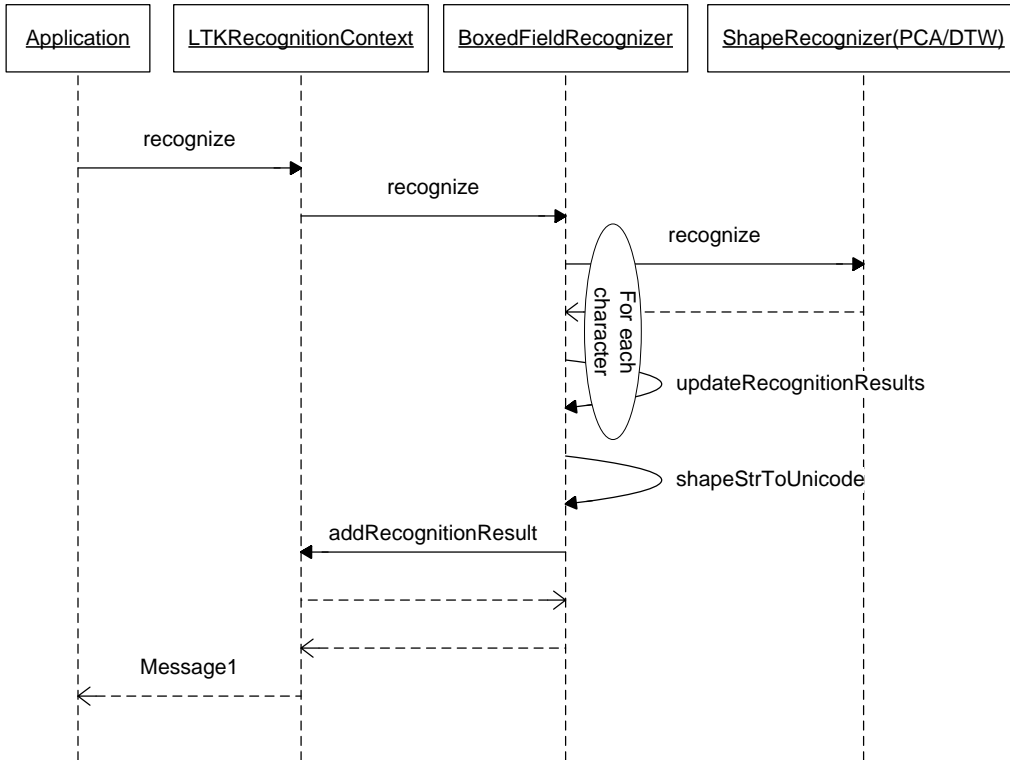 Application
LTKRecognitionContext
BoxedFieldRecognizer
ShapeRecognizer(PCA/DTW)
recognize
recognize
recognize
For each
character
updateRecognitionResults
shapeStrToUnicode
addRecognitionResult
Message1